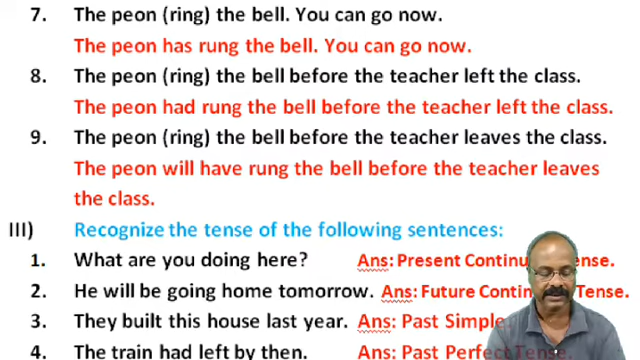 7. The peon (ring) the bell. You can go now.
The peon has rung the bell. You can go now.
8. The peon (ring) the bell before the teacher left the class.
The peon had rung the bell before the teacher left the class.
9. The peon (ring) the bell before the teacher leaves the class.
The peon will have rung the bell before the teacher leaves
the class.
III) Recognize the tense of the following sentences:
1. What are you doing here? Ans: Present
2. He will be going home tomorrow. Ans: Future Tense.
3. They built this house last year. Ans: Past Simple
4. The train had left by then. Ans: Past Perfect Tense